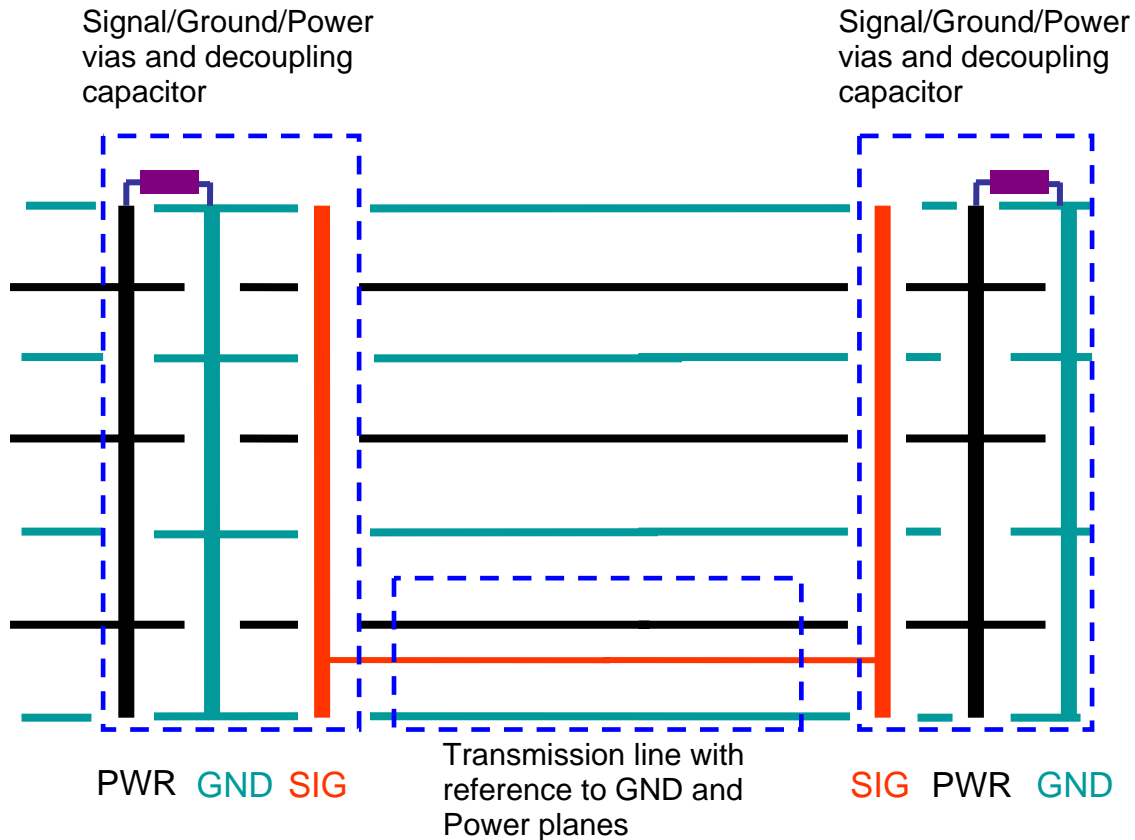 Signal/Ground/Power
vias and decoupling
capacitor
Signal/Ground/Power
vias and decoupling
capacitor
PWR GND SIG
Transmission line with
reference to GND and
Power planes
SIG PWR GND